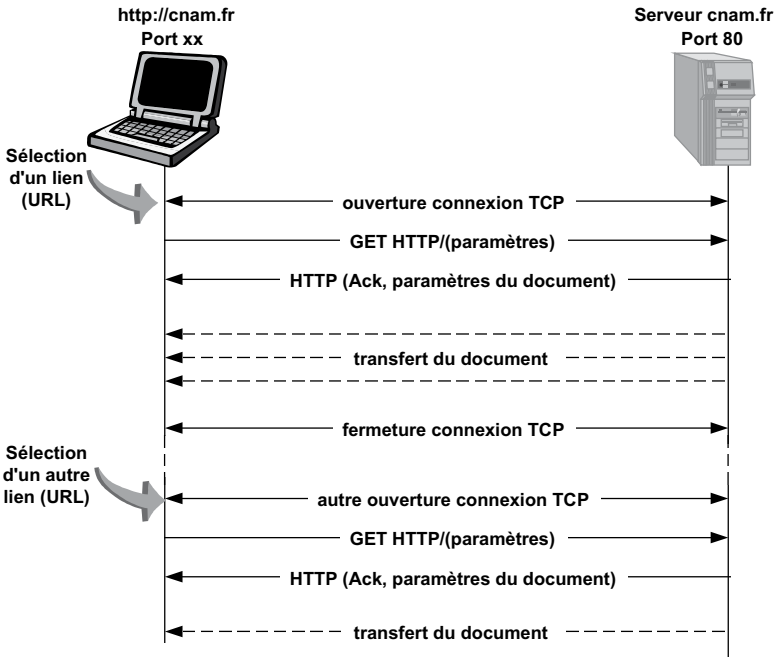 http://cnam.fr
Port xx
Serveur cnam.fr
Port 80
Sélection
d'un lien
(URL)
ouverture connexion TCP
GET HTTP/(paramètres)
HTTP (Ack, paramètres du document)
transfert du document
fermeture connexion TCP
Sélection
d'un autre
lien (URL)
autre ouverture connexion TCP
GET HTTP/(paramètres)
HTTP (Ack, paramètres du document)
transfert du document